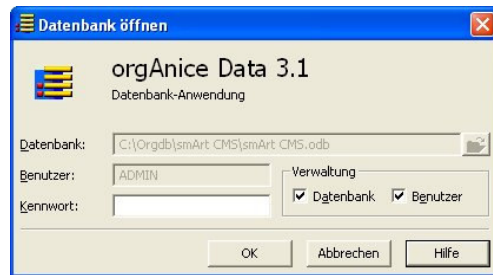 Datenbank öffnen
orgAnice Data 3.1
Datenbank-Anwendung
Datenbank: C:\Orgdb\smArt CMS\smArt CMS.odb
Benutzer: ADMIN
Kennwort:
Verwaltung
Datenbank Benutzer
OK Abbrechen Hilfe